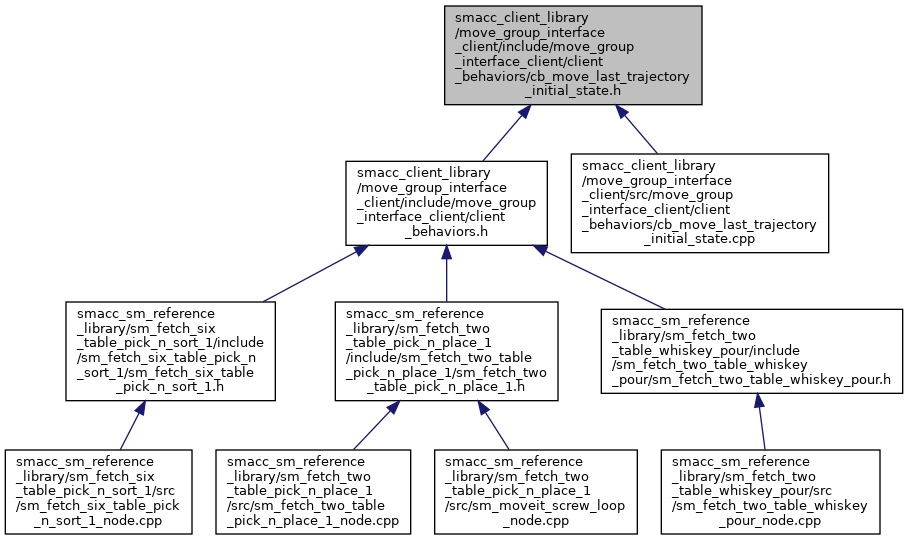 smacc_client_library
/move_group_interface
_client/include/move_group
_interface_client/client
_behaviors/cb_move_last_trajectory
_initial_state.h
smacc_client_library
/move_group_interface
_client/include/move_group
_interface_client/client
_behaviors.h
smacc_client_library
/move_group_interface
_client/src/move_group
_interface_client/client
_behaviors/cb_move_last_trajectory
_initial_state.cpp
smacc_sm_reference
_library/sm_fetch_six
_table_pick_n_sort_1/include
/sm_fetch_six_table_pick_n
_sort_1/sm_fetch_six_table
_pick_n_sort_1.h
smacc_sm_reference
_library/sm_fetch_two
_table_pick_n_place_1
/include/sm_fetch_two_table
_pick_n_place_1/sm_fetch_two
_table_pick_n_place_1.h
smacc_sm_reference
_library/sm_fetch_two
_table_whiskey_pour/include
/sm_fetch_two_table_whiskey
_pour/sm_fetch_two_table_whiskey_pour.h
smacc_sm_reference
_library/sm_fetch_six
_table_pick_n_sort_1/src
/sm_fetch_six_table_pick
_n_sort_1_node.cpp
smacc_sm_reference
_library/sm_fetch_two
_table_pick_n_place_1
/src/sm_fetch_two_table
_pick_n_place_1_node.cpp
smacc_sm_reference
_library/sm_fetch_two
_table_pick_n_place_1
/src/sm_moveit_screw_loop
_node.cpp
smacc_sm_reference
_library/sm_fetch_two
_table_whiskey_pour/src
/sm_fetch_two_table_whiskey
_pour_node.cpp